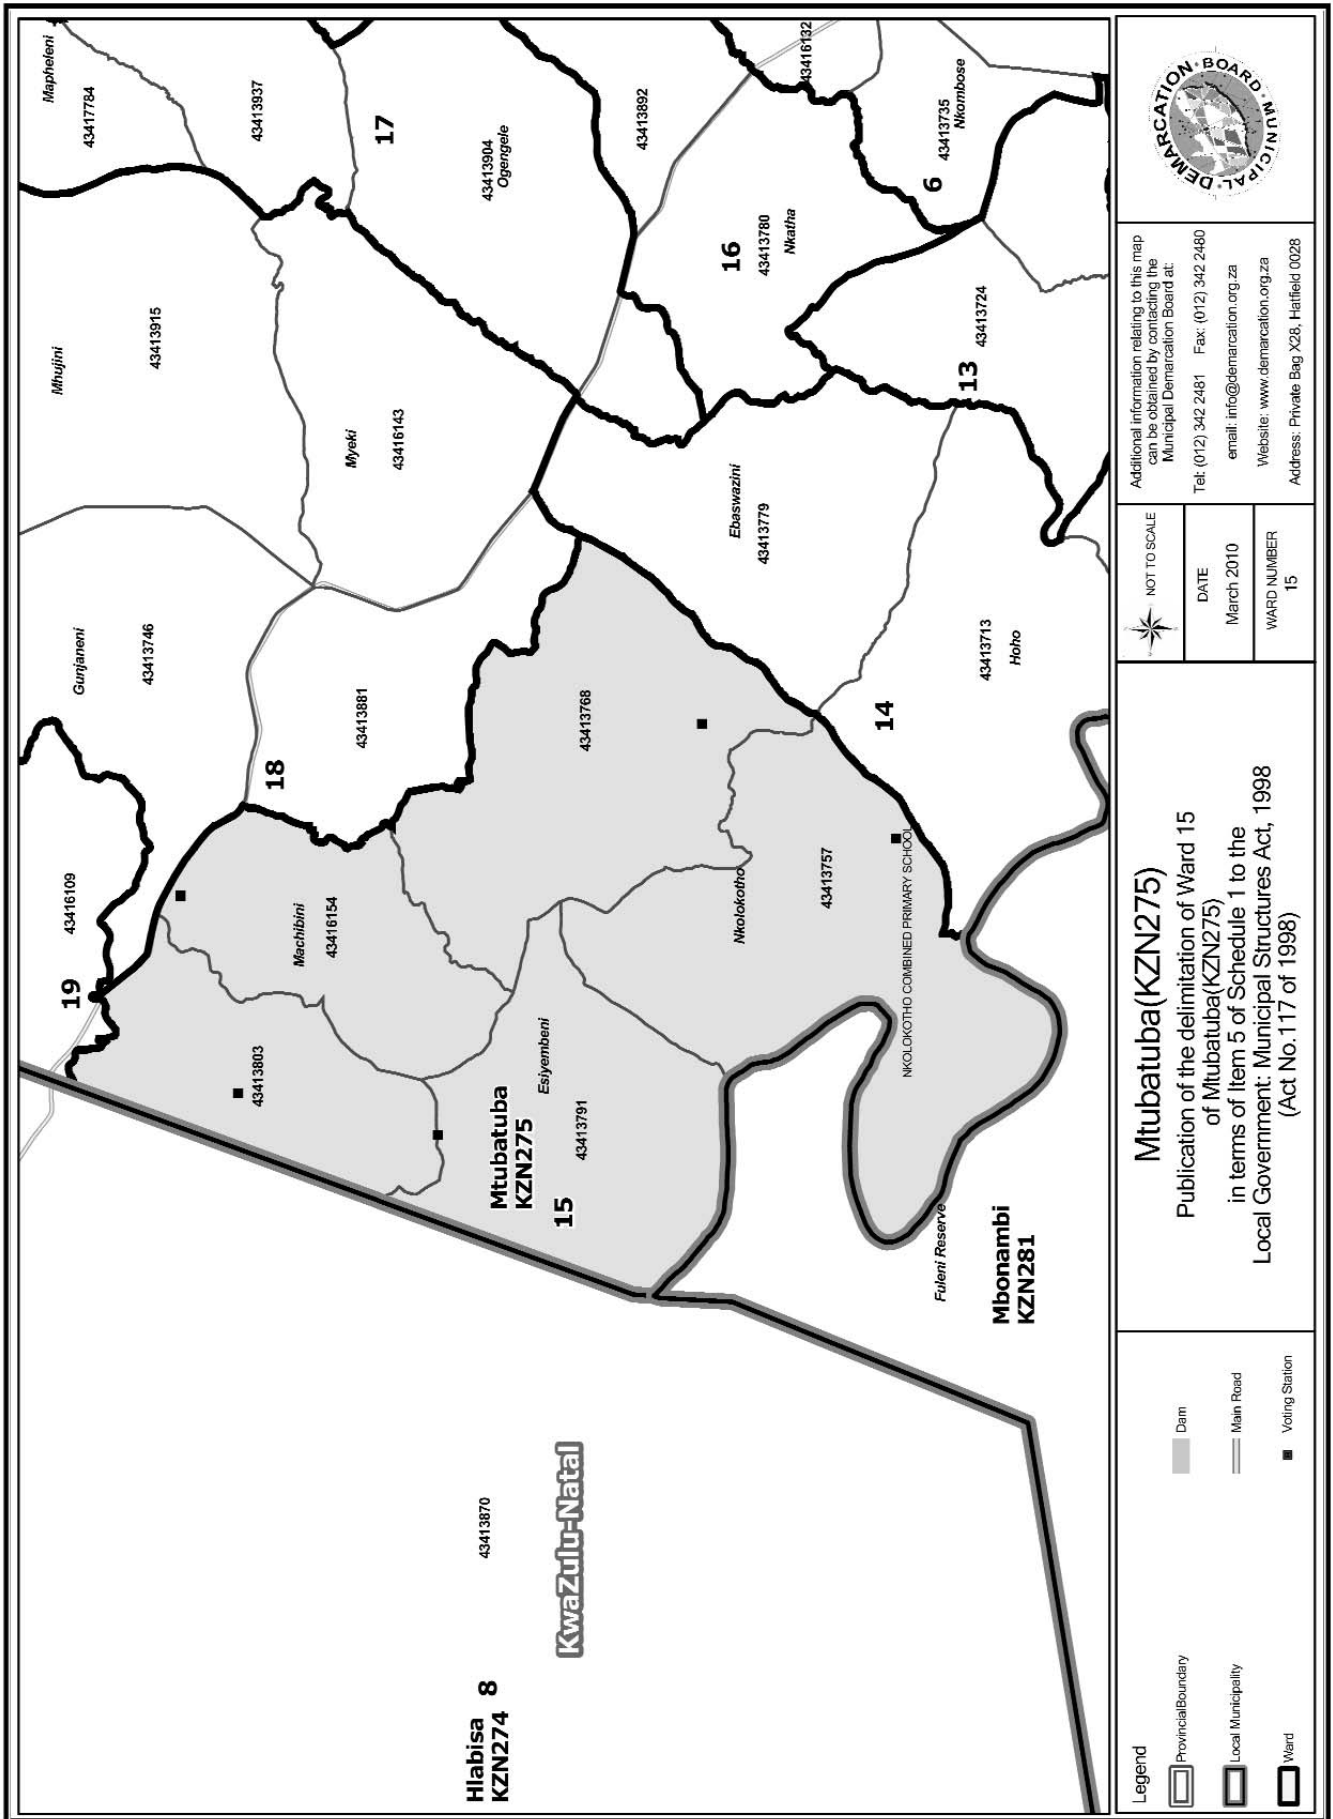 Mapheleni
43417784
43413937
17
43413904
Ogengele
43413892
43416132
43413735
Nkombose
6
16
43413780
Nkatha
43413724
13
Mhujini
43413915
Myeki
43416143
Ebaswazini
43413779
Gunjaneni
43413746
43413881
18
43413768
14
43413713
Hoho
43416109
19
Machibini
43416154
Nkolokotho
43413757
NKOLOKOTHO COMBINED PRIMARY SCHOOL
43413803
Esiyembeni
43413791
Mtubatuba
KZN275
15
Fuleni Reserve
Mbonambi
KZN281
43413870
KwaZulu-Natal
Hlabisa
KZN274
8
Legend
ProvincialBoundary
Local Municipality
Ward
Dam
Main Road
Voting Station
Mtubatuba(KZN275)
Publication of the delimitation of Ward 15
of Mtubatuba(KZN275)
in terms of Item 5 of Schedule 1 to the
Local Government: Municipal Structures Act, 1998
(Act No.117 of 1998)
NOT TO SCALE
DATE
March 2010
WARD NUMBER
15
Additional information relating to this map
can be obtained by contacting the
Municipal Demarcation Board at:
Tel: (012) 342 2481 Fax: (012) 342 2480
email: info@demarcation.org.za
Website: www.demarcation.org.za
Address: Private Bag X28, Hatfield 0028
MUNICIPAL DEMARCATION BOARD